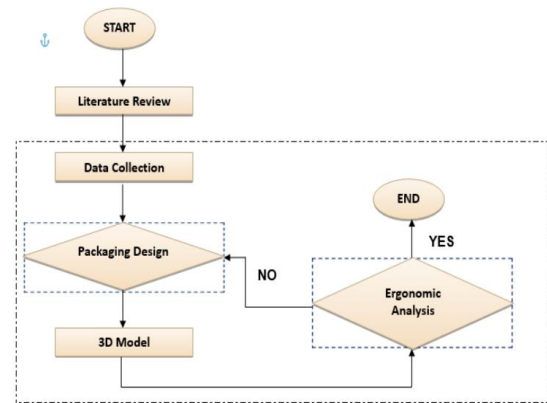 START
Literature Review
Data Collection
Packaging Design
3D Model
END
YES
NO
Ergonomic
Analysis